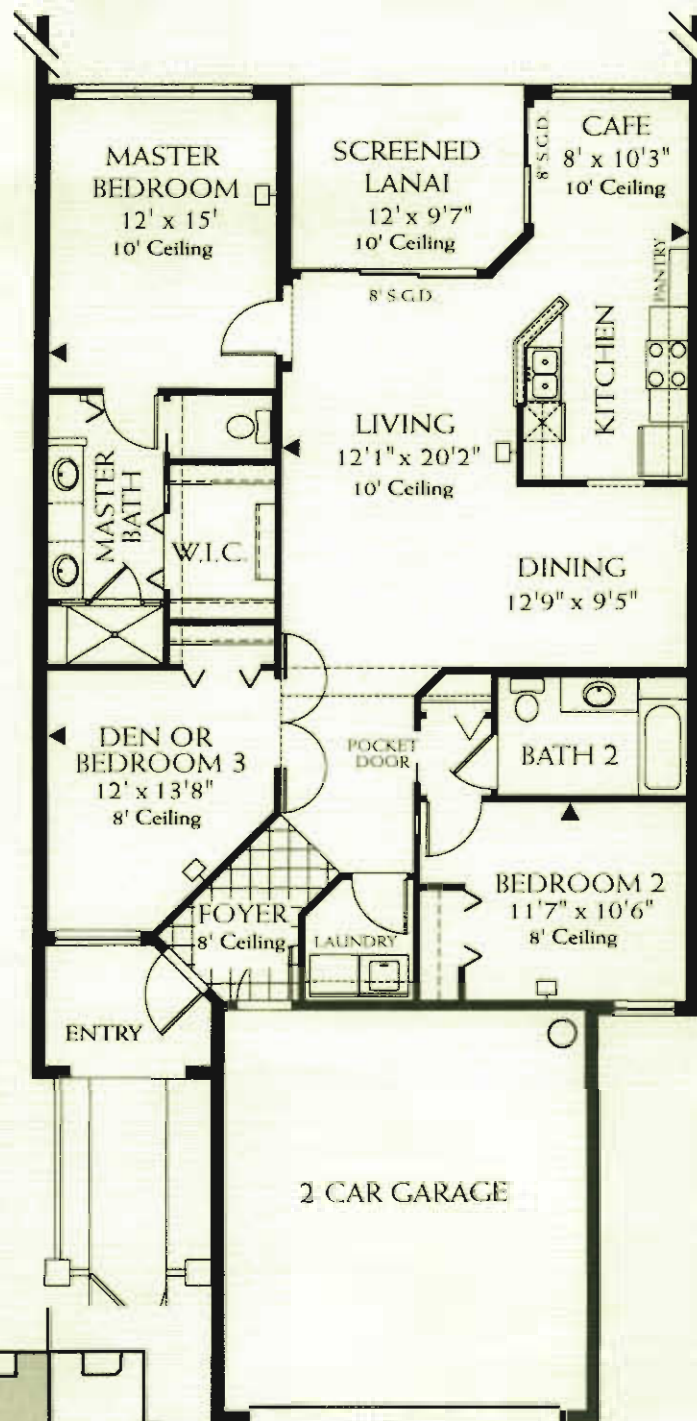 MASTER
BEDROOM
12' x 15'
10' Ceiling
SCREENED
LANAI
12' x 9'7"
10' Ceiling
8' S.G.D.
CAFE
8' x 10'3"
10' Ceiling
PANTRY
8' S.G.D.
KITCHEN
LIVING
12'1" x 20'2"
10' Ceiling
MASTER
BATH
W.I.C.
DINING
12'9" x 9'5"
DEN OR
BEDROOM 3
12' x 13'8"
8' Ceiling
POCKET
DOOR
BATH 2
BEDROOM 2
11'7" x 10'6"
8' Ceiling
FOYER
8' Ceiling
LAUNDRY
ENTRY
2 CAR GARAGE